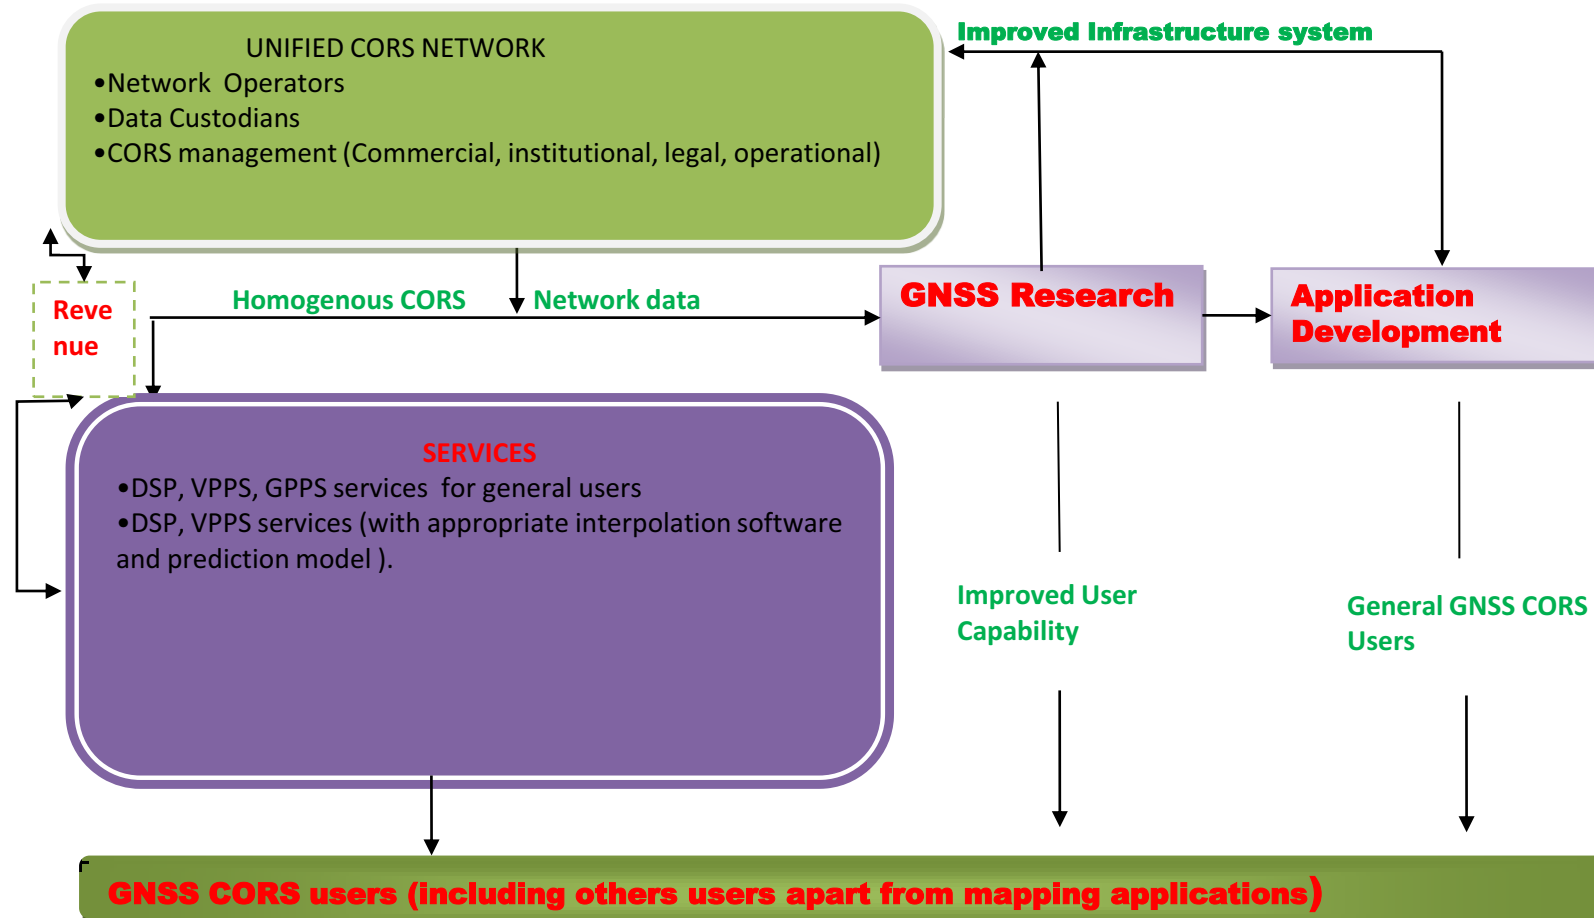 UNIFIED CORS NETWORK
•Network Operators
•Data Custodians
•CORS management (Commercial, institutional, legal, operational)
Improved Infrastructure system
Reve
nue
Homogenous CORS Network data
GNSS Research
Application
Development
SERVICES
•DSP, VPPS, GPPS services for general users
•DSP, VPPS services (with appropriate interpolation software
and prediction model ).
Improved User
Capability
General GNSS CORS
Users
GNSS CORS users (including others users apart from mapping applications)